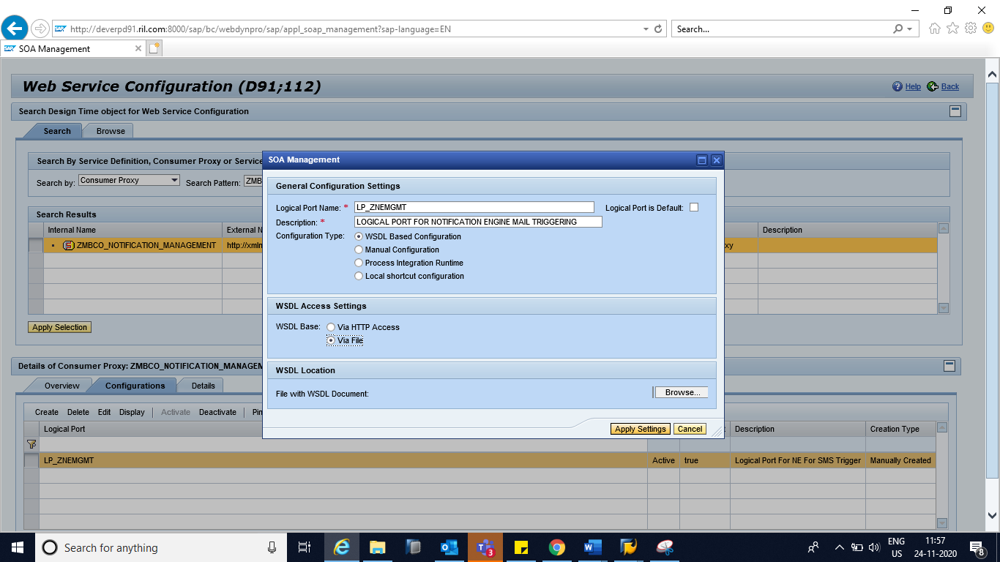 http://deverpd91.ril.com:8000/sap/bc/webdynpro/sap/appl_soap_management?sap-language=EN
Search...
SAP SOA Management
Web Service Configuration (D91;112)
Help Back
Search Design Time object for Web Service Configuration
Search Browse
Search By Service Definition, Consumer Proxy or Service
Search by: Consumer Proxy Search Pattern: ZMB
Search Results
Internal Name External N Description
ZMBCO_NOTIFICATION_MANAGEMENT http://xmln xy
Apply Selection
SOA Management
General Configuration Settings
Logical Port Name: * LP_ZNEMGMT Logical Port is Default:
Description: * LOGICAL PORT FOR NOTIFICATION ENGINE MAIL TRIGGERING
Configuration Type: WSDL Based Configuration
Manual Configuration
Process Integration Runtime
Local shortcut configuration
WSDL Access Settings
WSDL Base: Via HTTP Access
Via File
WSDL Location
File with WSDL Document: Browse...
Apply Settings Cancel
Details of Consumer Proxy: ZMBCO_NOTIFICATION_MANAGEM
Overview Configurations Details
Create Delete Edit Display Activate Deactivate Pin
Logical Port Description Creation Type
LP_ZNEMGMT Active true Logical Port For NE For SMS Trigger Manually Created
Search for anything
3
ENG
US
11:57
24-11-2020
8